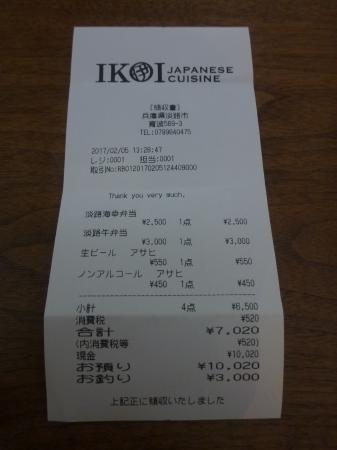 IKOI JAPANESE CUISINE
[領収書]
兵庫県淡路市
TEL:0799840475
2017/02/05 13:28:47
レジ:0001 担当:0001
取引No:RB0120170205124408000
Thank you very much.
淡路海幸弁当
¥2,500 1点 ¥2,500
淡路牛弁当
¥3,000 1点 ¥3,000
生ビール アサヒ
¥550 1点 ¥550
ノンアルコール アサヒ
¥450 1点 ¥450
小計 4点 ¥6,500
消費税 ¥520
合計 ¥7,020
(内消費税等 ¥520)
現金 ¥10,020
お預り ¥10,020
お釣り ¥3,000
上記正に領収いたしました